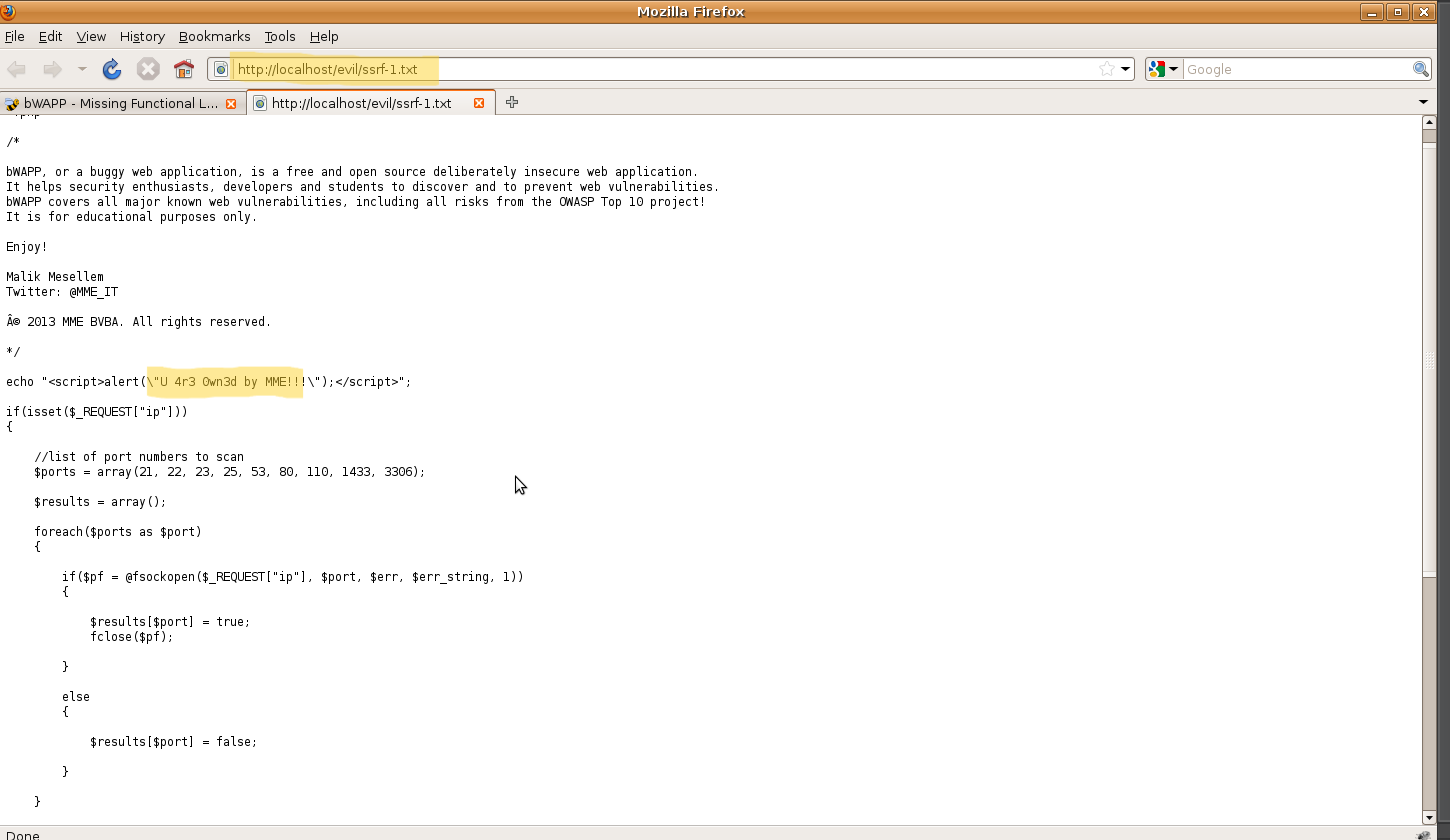 Mozilla Firefox
File Edit View History Bookmarks Tools Help
http://localhost/evil/ssrf-1.txt
Google
bWAPP - Missing Functional L...
http://localhost/evil/ssrf-1.txt
/*
bWAPP, or a buggy web application, is a free and open source deliberately insecure web application.
It helps security enthusiasts, developers and students to discover and to prevent web vulnerabilities.
bWAPP covers all major known web vulnerabilities, including all risks from the OWASP Top 10 project!
It is for educational purposes only.
Enjoy!
Malik Mesellem
Twitter: @MME_IT
Â© 2013 MME BVBA. All rights reserved.
*/
echo "<script>alert(\"U 4r3 0wn3d by MME!!!\");</script>";
if(isset($_REQUEST["ip"]))
{
//list of port numbers to scan
$ports = array(21, 22, 23, 25, 53, 80, 110, 1433, 3306);
$results = array();
foreach($ports as $port)
{
if($pf = @fsockopen($_REQUEST["ip"], $port, $err, $err_string, 1))
{
$results[$port] = true;
fclose($pf);
}
else
{
$results[$port] = false;
}
}
Done